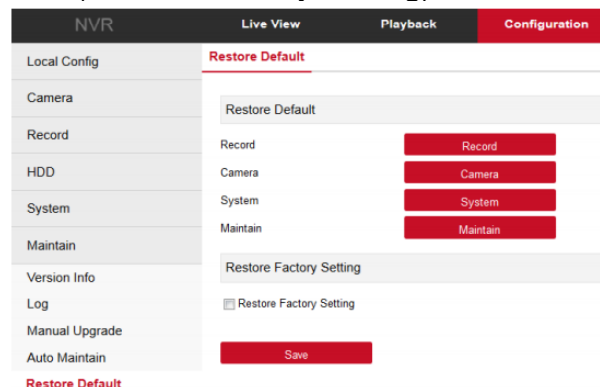 NVR Live View Playback Configuration
Local Config
Camera
Record
HDD
System
Maintain
Version Info
Log
Manual Upgrade
Auto Maintain
Restore Default
Restore Default
Restore Default
Record Record
Camera Camera
System System
Maintain Maintain
Restore Factory Setting
Restore Factory Setting
Save